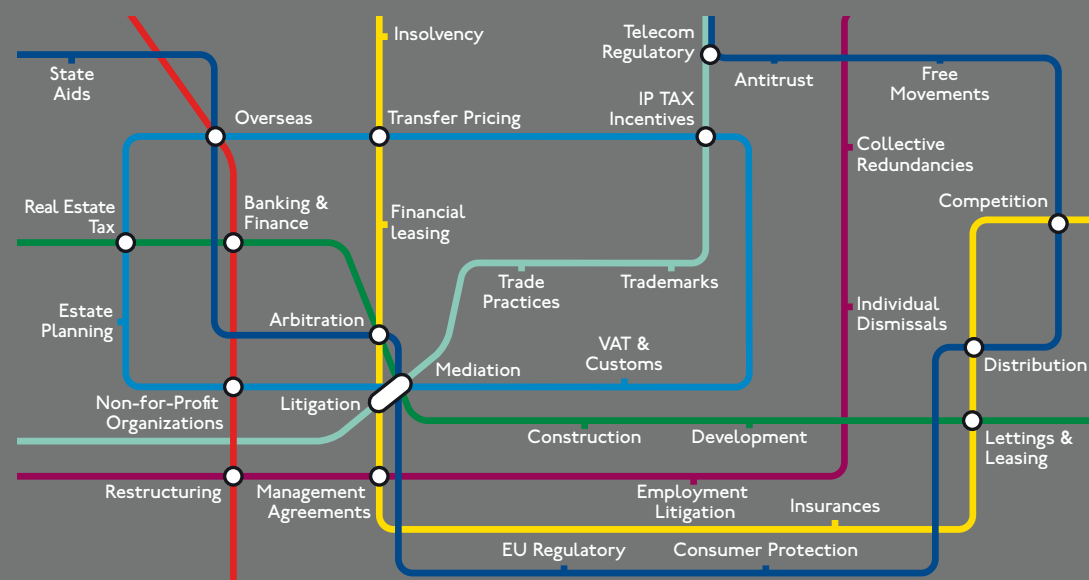 Insolvency
Telecom
Regulatory
State
Aids
Antitrust
Free
Movements
Overseas
Transfer Pricing
IP TAX
Incentives
Collective
Redundancies
Real Estate
Tax
Banking &
Finance
Financial
leasing
Competition
Trade
Practices
Trademarks
Estate
Planning
Arbitration
Individual
Dismissals
VAT &
Customs
Mediation
Distribution
Non-for-Profit
Organizations
Litigation
Construction
Development
Lettings &
Leasing
Restructuring
Management
Agreements
Employment
Litigation
Insurances
EU Regulatory
Consumer Protection